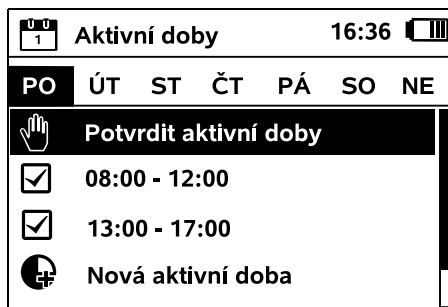 1 Aktivní doby 16:36
PO ÚT ST ČT PÁ SO NE
Potvrdit aktivní doby
08:00 - 12:00
13:00 - 17:00
Nová aktivní doba